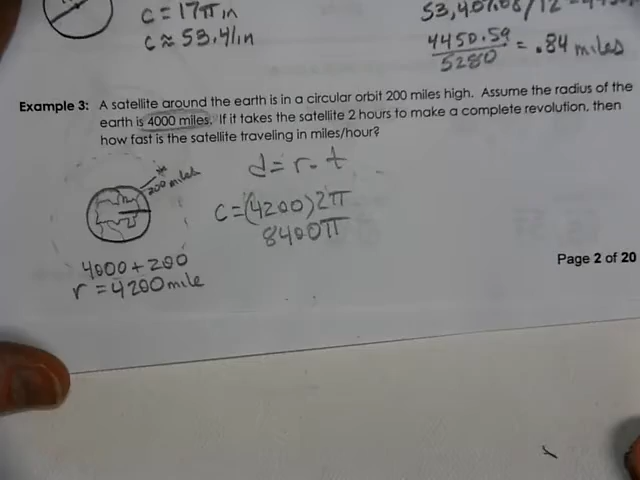 c = 17π in
c ≈ 53.41 in
4450.59
5280
= .84 miles
Example 3: A satellite around the earth is in a circular orbit 200 miles high. Assume the radius of the
earth is 4000 miles. If it takes the satellite 2 hours to make a complete revolution, then
how fast is the satellite traveling in miles/hour?
200 miles
d = r · t
C = (4200)2π
8400π
4000 + 200
r = 4200 mile
Page 2 of 20